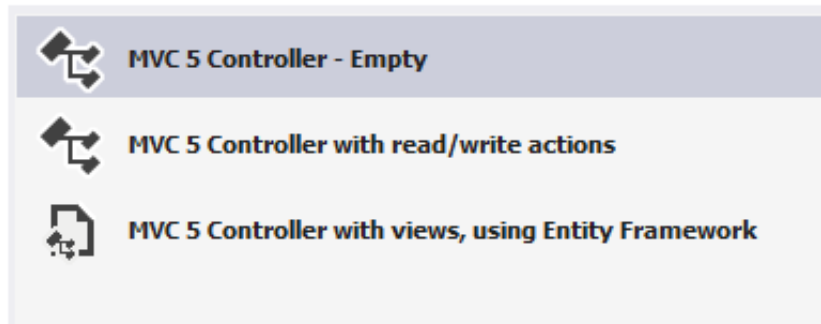 MVC 5 Controller - Empty
MVC 5 Controller with read/write actions
MVC 5 Controller with views, using Entity Framework